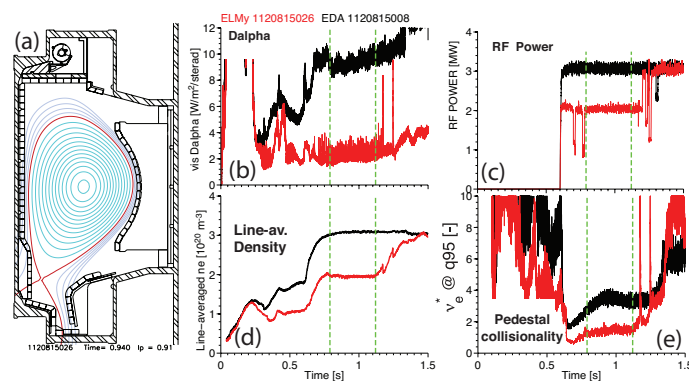 ELMy 1120815026 EDA 1120815008
(a)
Dalpha
vis Dalpha [W/m/2/sterad]
12
10
8
6
4
2
0
(b)
RF Power
RF POWER [MW]
5
4
3
2
1
0
(c)
Line-av.
Density
Line-averaged ne [10²⁰ m-3]
4
3
2
1
0
(d)
0
0.5
1
1.5
Time [s]
ν*e @ q95 [-]
10
8
6
4
2
0
Pedestal
collisionality
(e)
0
0.5
1
1.5
Time [s]
1120815026 Time= 0.940 Ip = 0.91